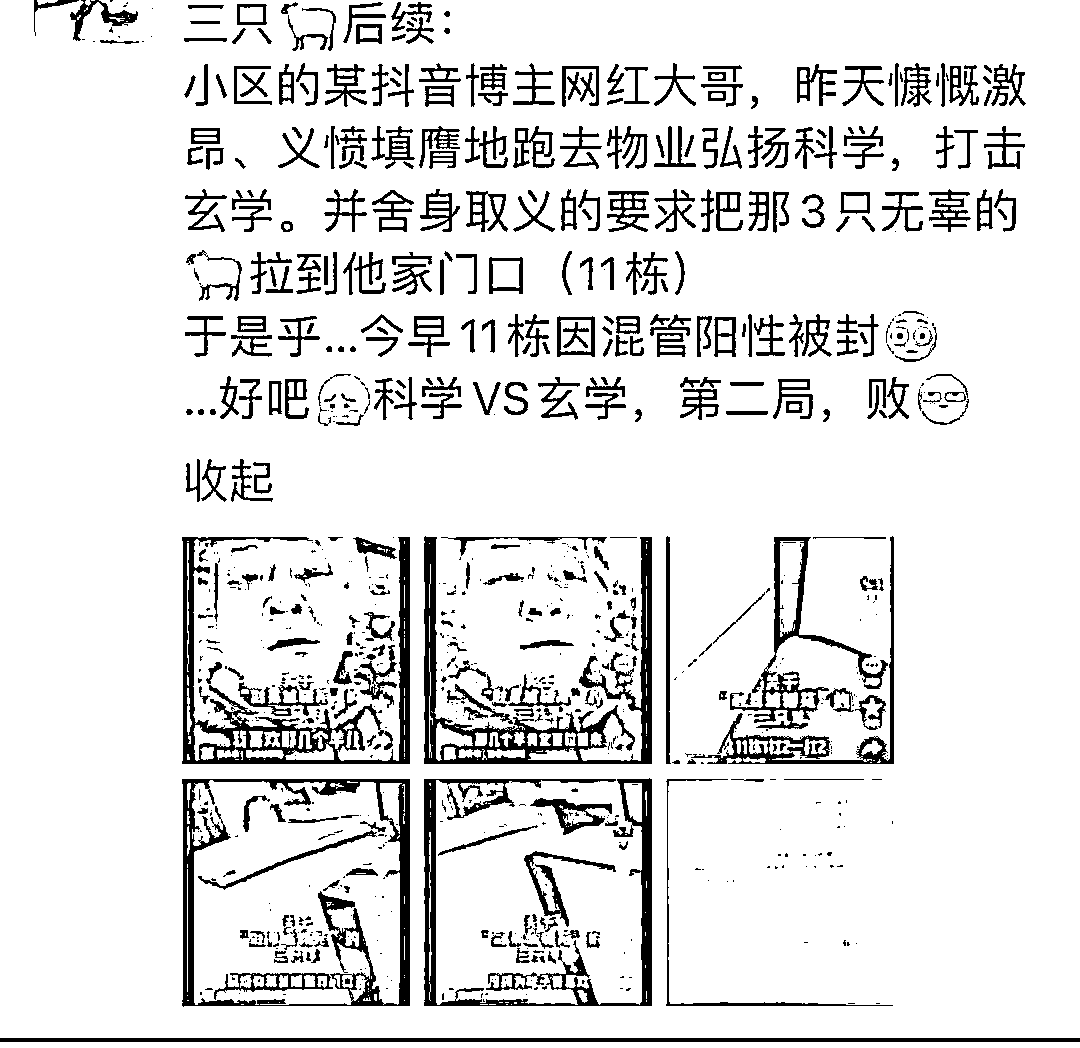 三只🐑后续：
小区的某抖音博主网红大哥，昨天慷慨激
昂、义愤填膺地跑去物业弘扬科学，打击
玄学。并舍身取义的要求把那3只无辜的
🐑拉到他家门口（11栋）
于是乎...今早11栋因混管阳性被封😳
...好吧😮‍💨科学VS玄学，第二局，败😑
收起